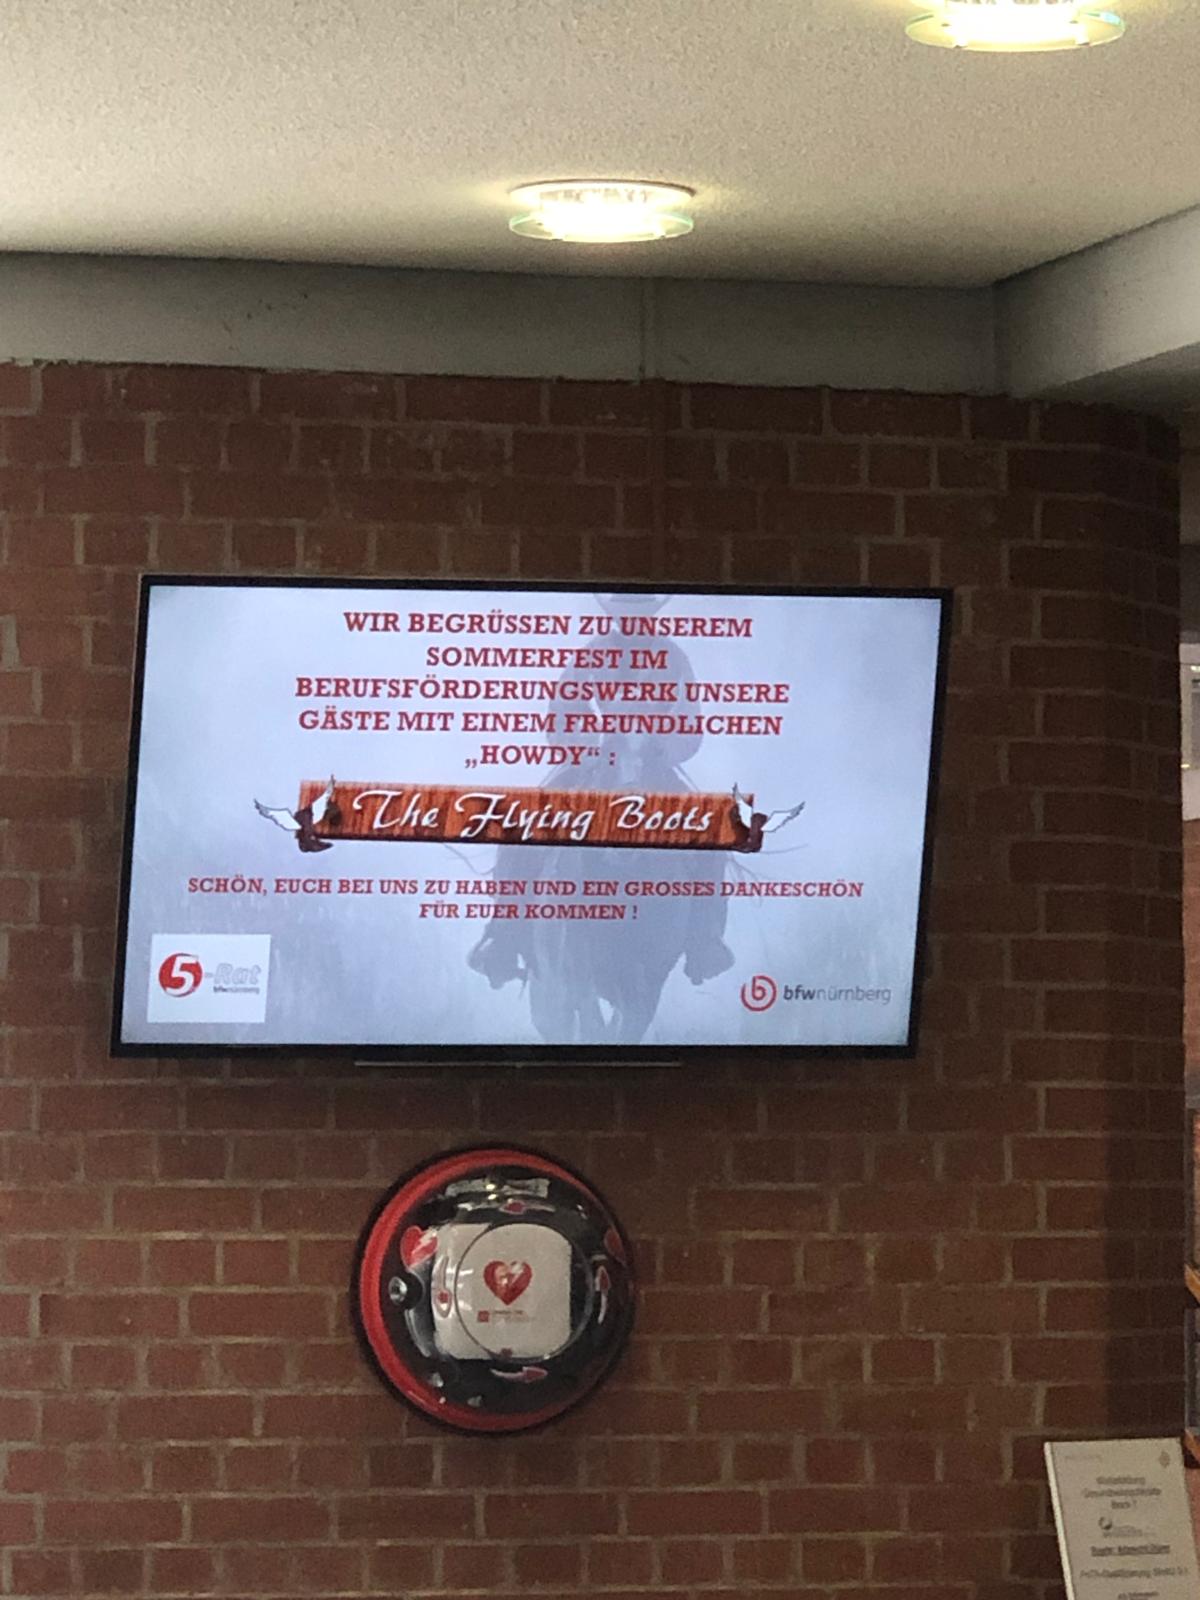 WIR BEGRÜSSEN ZU UNSEREM
SOMMERFEST IM
BERUFSFÖRDERUNGSWERK UNSERE
GÄSTE MIT EINEM FREUNDLICHEN
„HOWDY“ :
The Flying Boots
SCHÖN, EUCH BEI UNS ZU HABEN UND EIN GROSSES DANKESCHÖN
FÜR EUER KOMMEN !
5-Rat
bfwnürnberg
bfwnürnberg